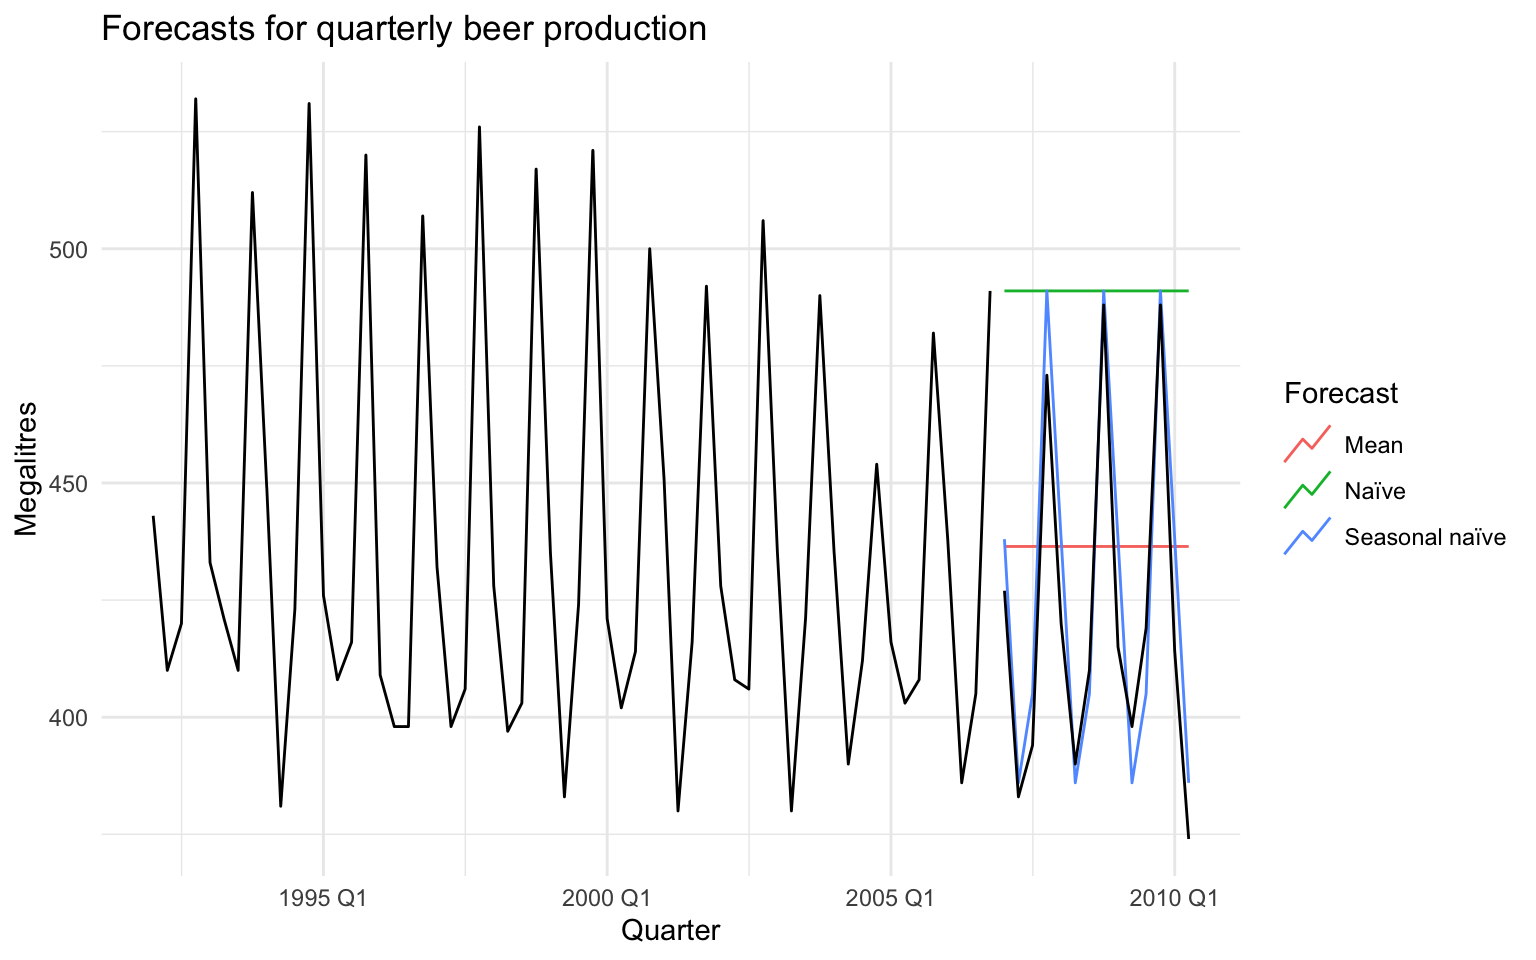 Forecasts for quarterly beer production
Megalitres
500
450
400
1995 Q1
2000 Q1
2005 Q1
2010 Q1
Quarter
Forecast
Mean
Naïve
Seasonal naïve